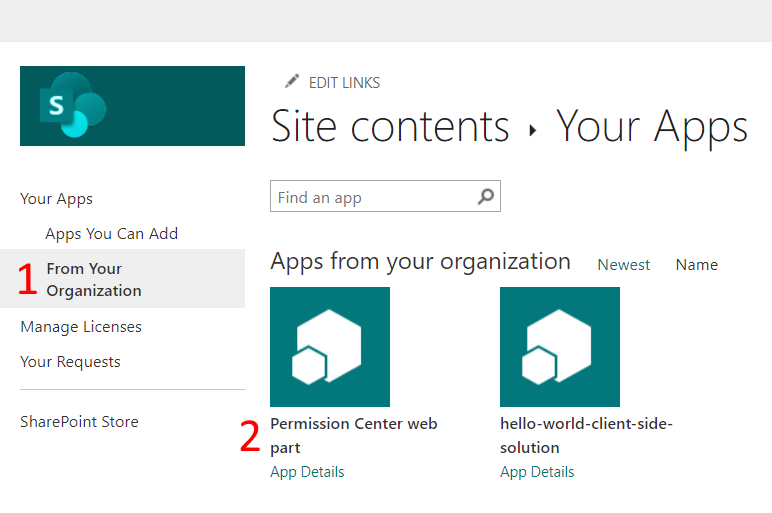 S
EDIT LINKS
Site contents ▸ Your Apps
Your Apps
Apps You Can Add
1 From Your
Organization
Manage Licenses
Your Requests
SharePoint Store
Find an app
Apps from your organization Newest Name
2 Permission Center web
part
App Details
hello-world-client-side-
solution
App Details